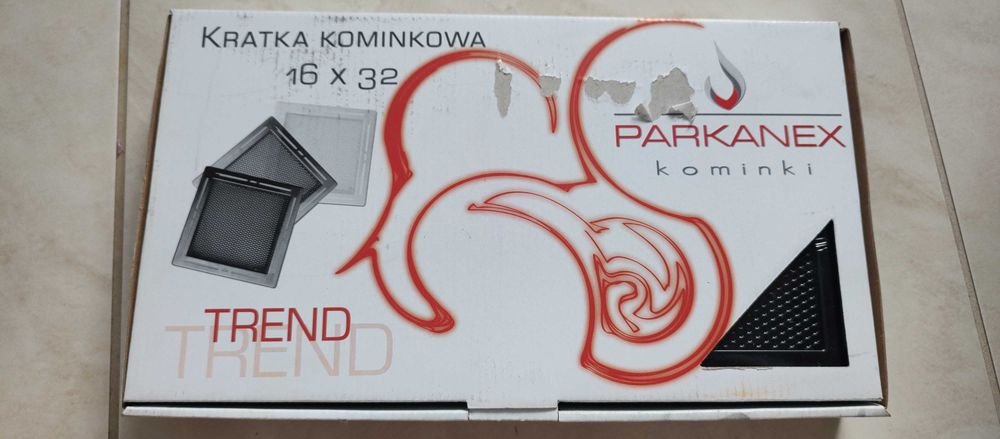 KRATKA KOMINKOWA
16 X 32
PARKANEX
kominki
TREND
TREND